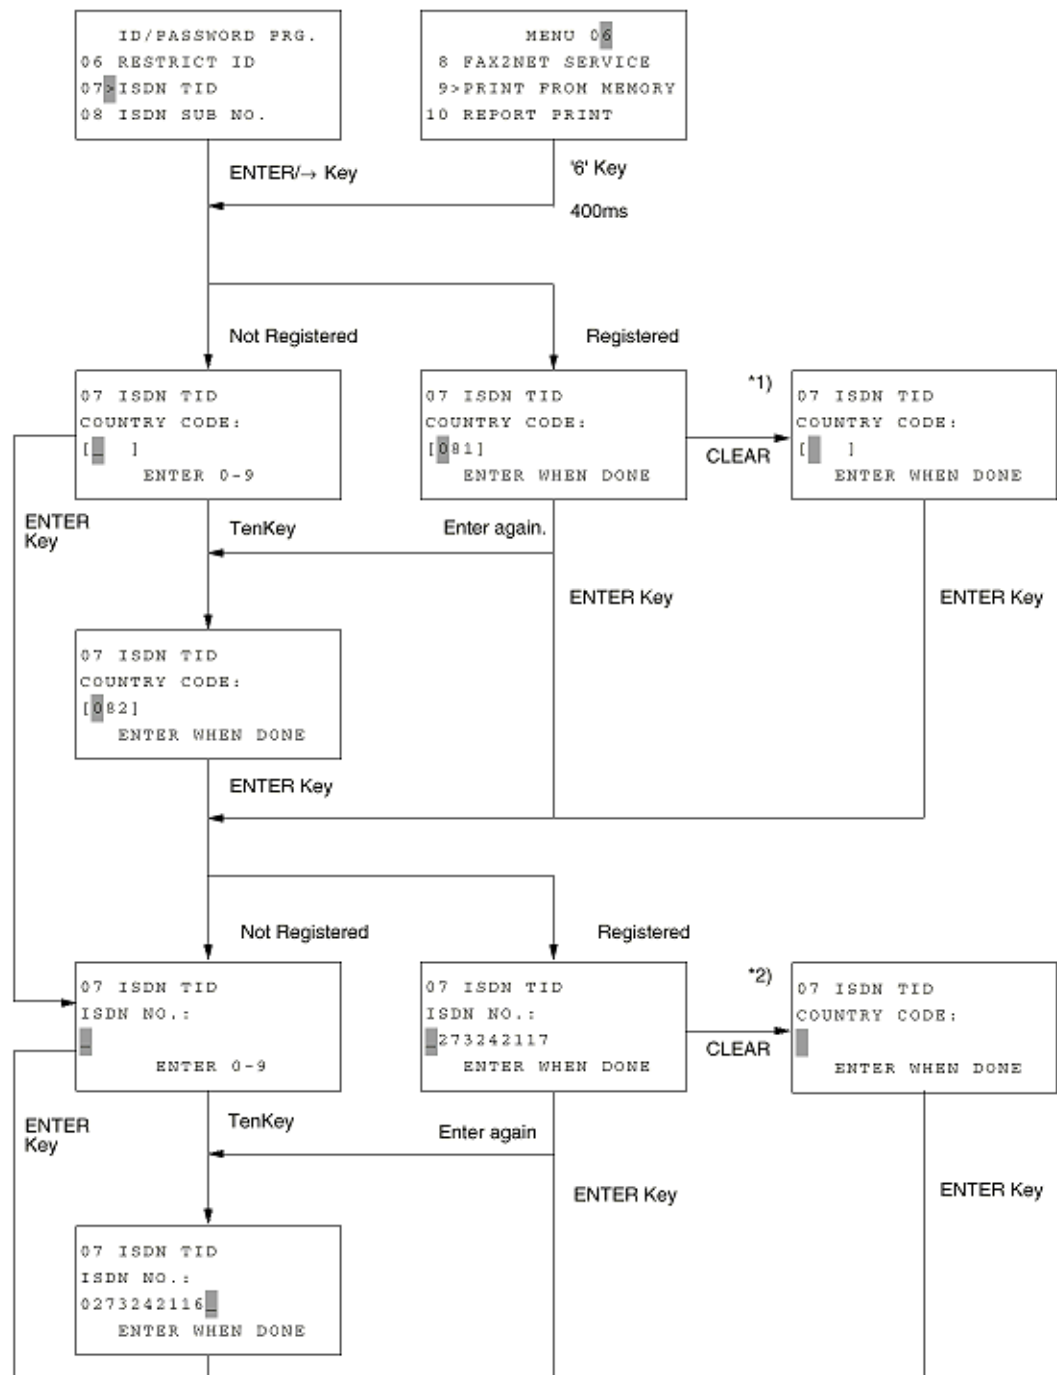 ID/PASSWORD PRG.
06 RESTRICT ID
07>ISDN TID
08 ISDN SUB NO.
MENU 06
8 FAX2NET SERVICE
9>PRINT FROM MEMORY
10 REPORT PRINT
ENTER/→ Key
'6' Key
400ms
Not Registered
Registered
07 ISDN TID
COUNTRY CODE:
[_ ]
ENTER 0-9
07 ISDN TID
COUNTRY CODE:
[081]
ENTER WHEN DONE
*1)
CLEAR
07 ISDN TID
COUNTRY CODE:
[ ]
ENTER WHEN DONE
ENTER
Key
TenKey
Enter again.
ENTER Key
ENTER Key
07 ISDN TID
COUNTRY CODE:
[082]
ENTER WHEN DONE
ENTER Key
Not Registered
Registered
07 ISDN TID
ISDN NO.:
_
ENTER 0-9
07 ISDN TID
ISDN NO.:
_273242117
ENTER WHEN DONE
*2)
CLEAR
07 ISDN TID
COUNTRY CODE:
ENTER WHEN DONE
ENTER
Key
TenKey
Enter again
ENTER Key
ENTER Key
07 ISDN TID
ISDN NO.:
0273242116_
ENTER WHEN DONE